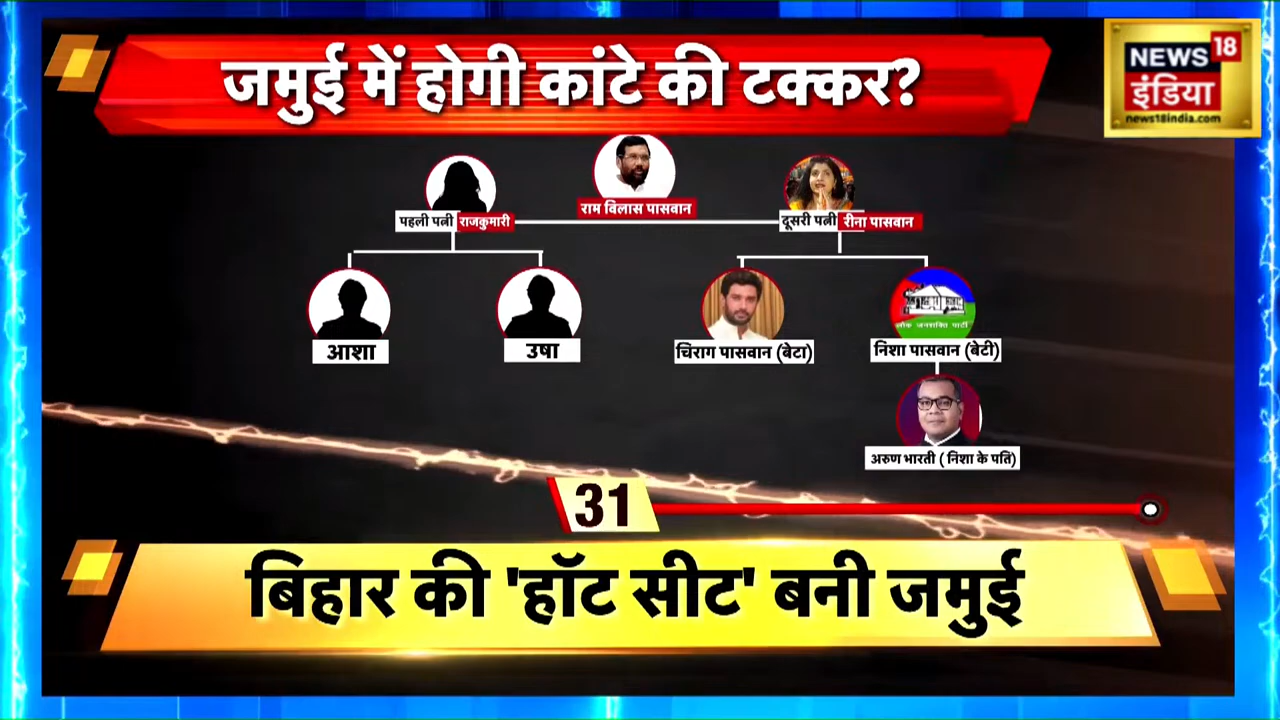 जमुई में होगी कांटे की टक्कर?
NEWS 18
इंडिया
news18india.com
राम विलास पासवान
पहली पत्नी राजकुमारी
दूसरी पत्नी रीना पासवान
आशा
उषा
चिराग पासवान (बेटा)
लोक जनशक्ति पार्टी
निशा पासवान (बेटी)
अरुण भारती ( निशा के पति)
31
बिहार की 'हॉट सीट' बनी जमुई